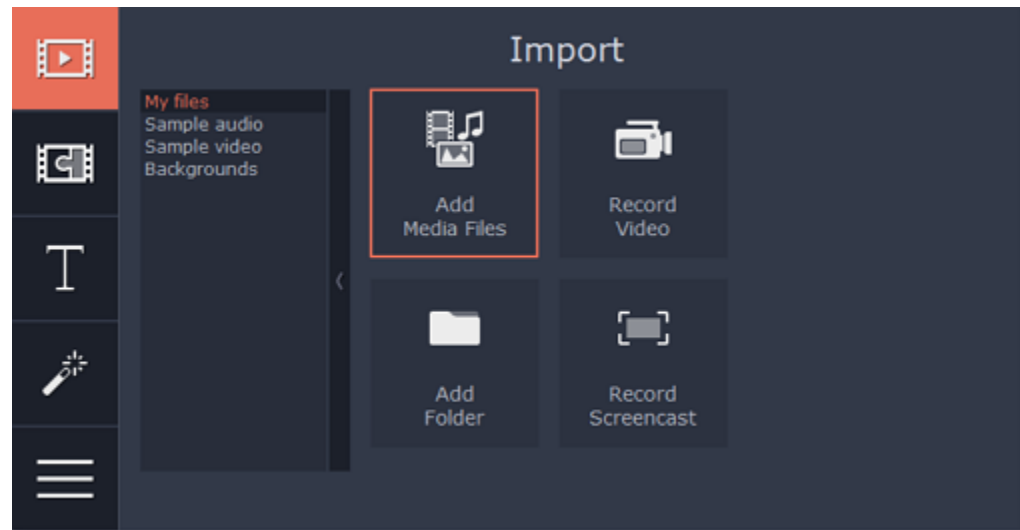 Import
My files
Sample audio
Sample video
Backgrounds
Add
Media Files
Record
Video
Add
Folder
Record
Screencast